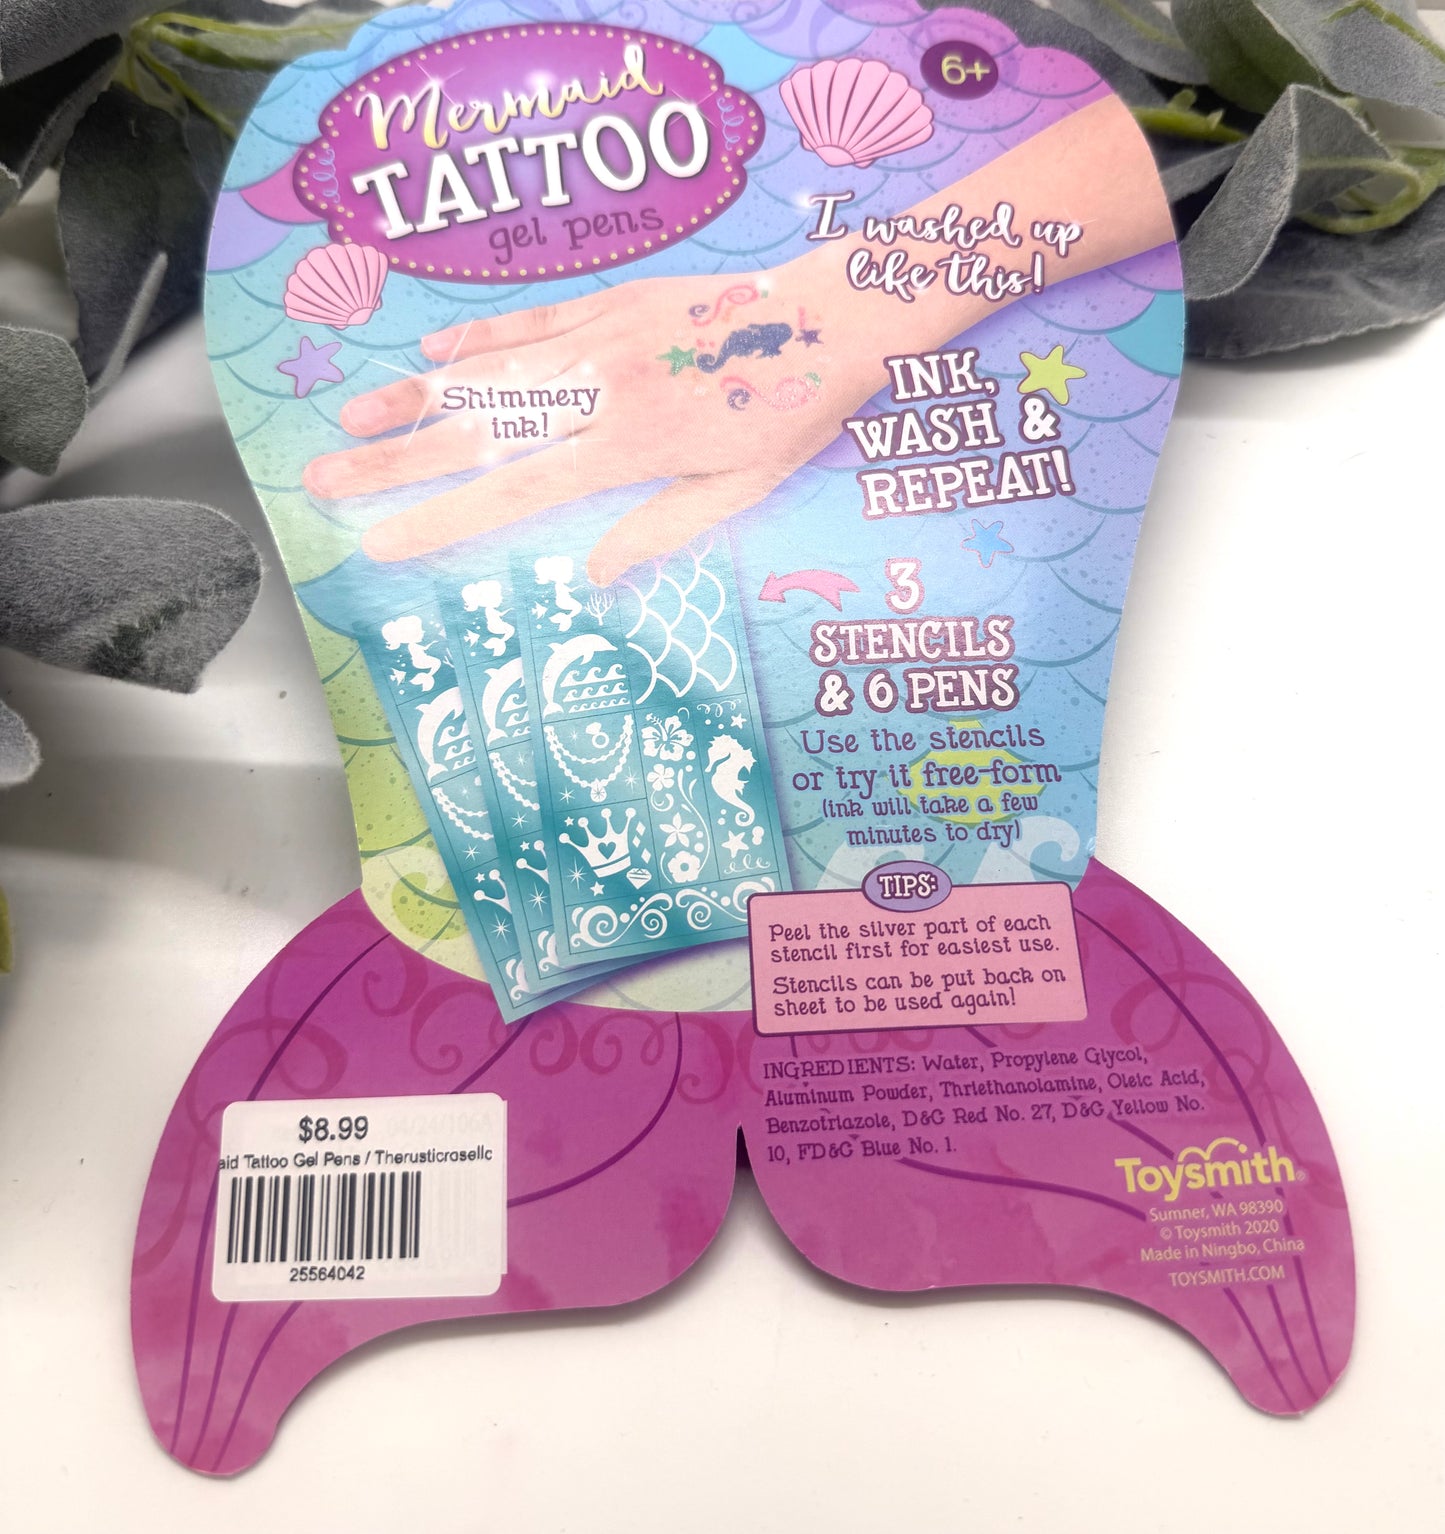 Mermaid
TATTOO
gel pens
6+
I washed up
like this!
Shimmery
ink!
INK,
WASH &
REPEAT!
3
STENCILS
& 6 PENS
Use the stencils
or try it free-form
(ink will take a few
minutes to dry)
TIPS:
Peel the silver part of each
stencil first for easiest use.
Stencils can be put back on
sheet to be used again!
INGREDIENTS: Water, Propylene Glycol,
Aluminum Powder, Thriethanolamine, Oleic Acid,
Benzotriazole, D&G Red No. 27, D&G Yellow No.
10, FD&G Blue No. 1.
$8.99
aid Tattoo Gel Pens / Therusticrosellc
25564042
Toysmith®
Sumner, WA 98390
© Toysmith 2020
Made in Ningbo, China
TOYSMITH.COM